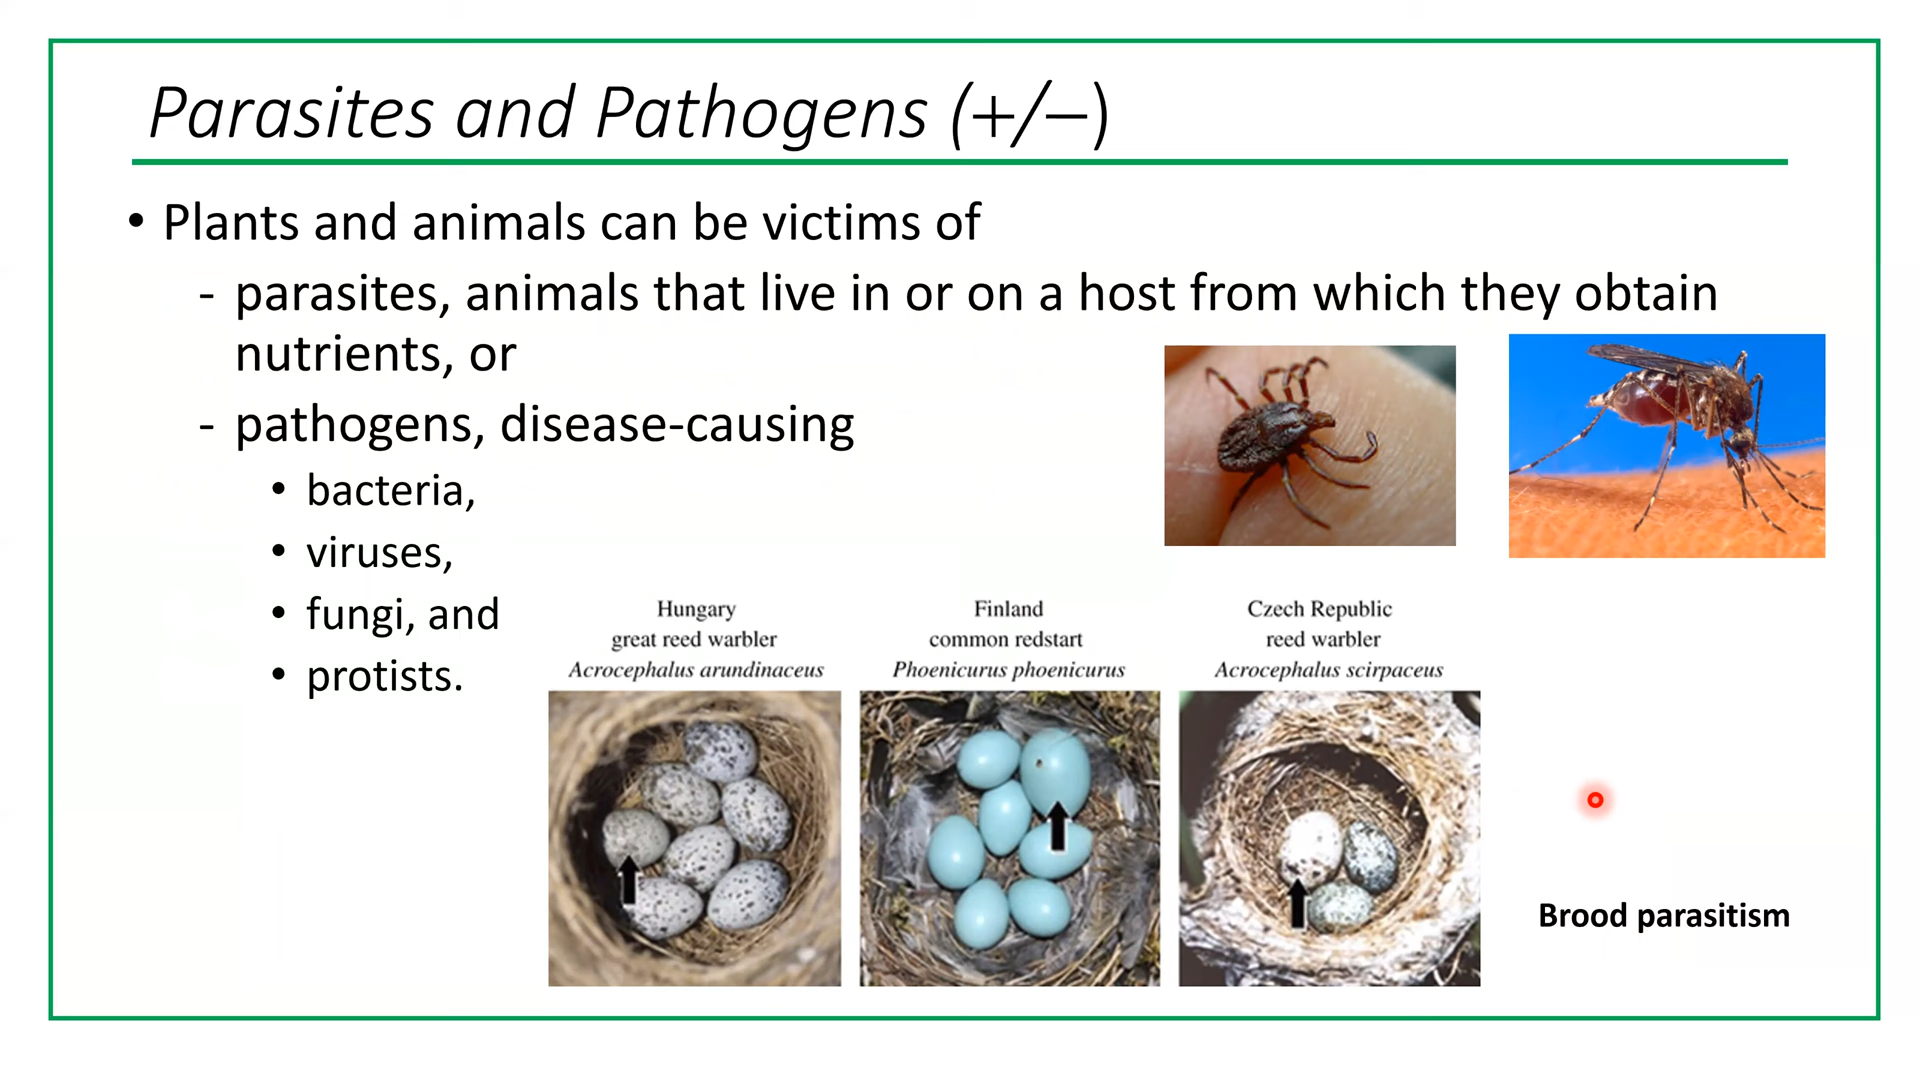 Parasites and Pathogens (+/−)
• Plants and animals can be victims of
- parasites, animals that live in or on a host from which they obtain
nutrients, or
- pathogens, disease-causing
• bacteria,
• viruses,
• fungi, and
• protists.
Hungary
great reed warbler
Acrocephalus arundinaceus
Finland
common redstart
Phoenicurus phoenicurus
Czech Republic
reed warbler
Acrocephalus scirpaceus
Brood parasitism